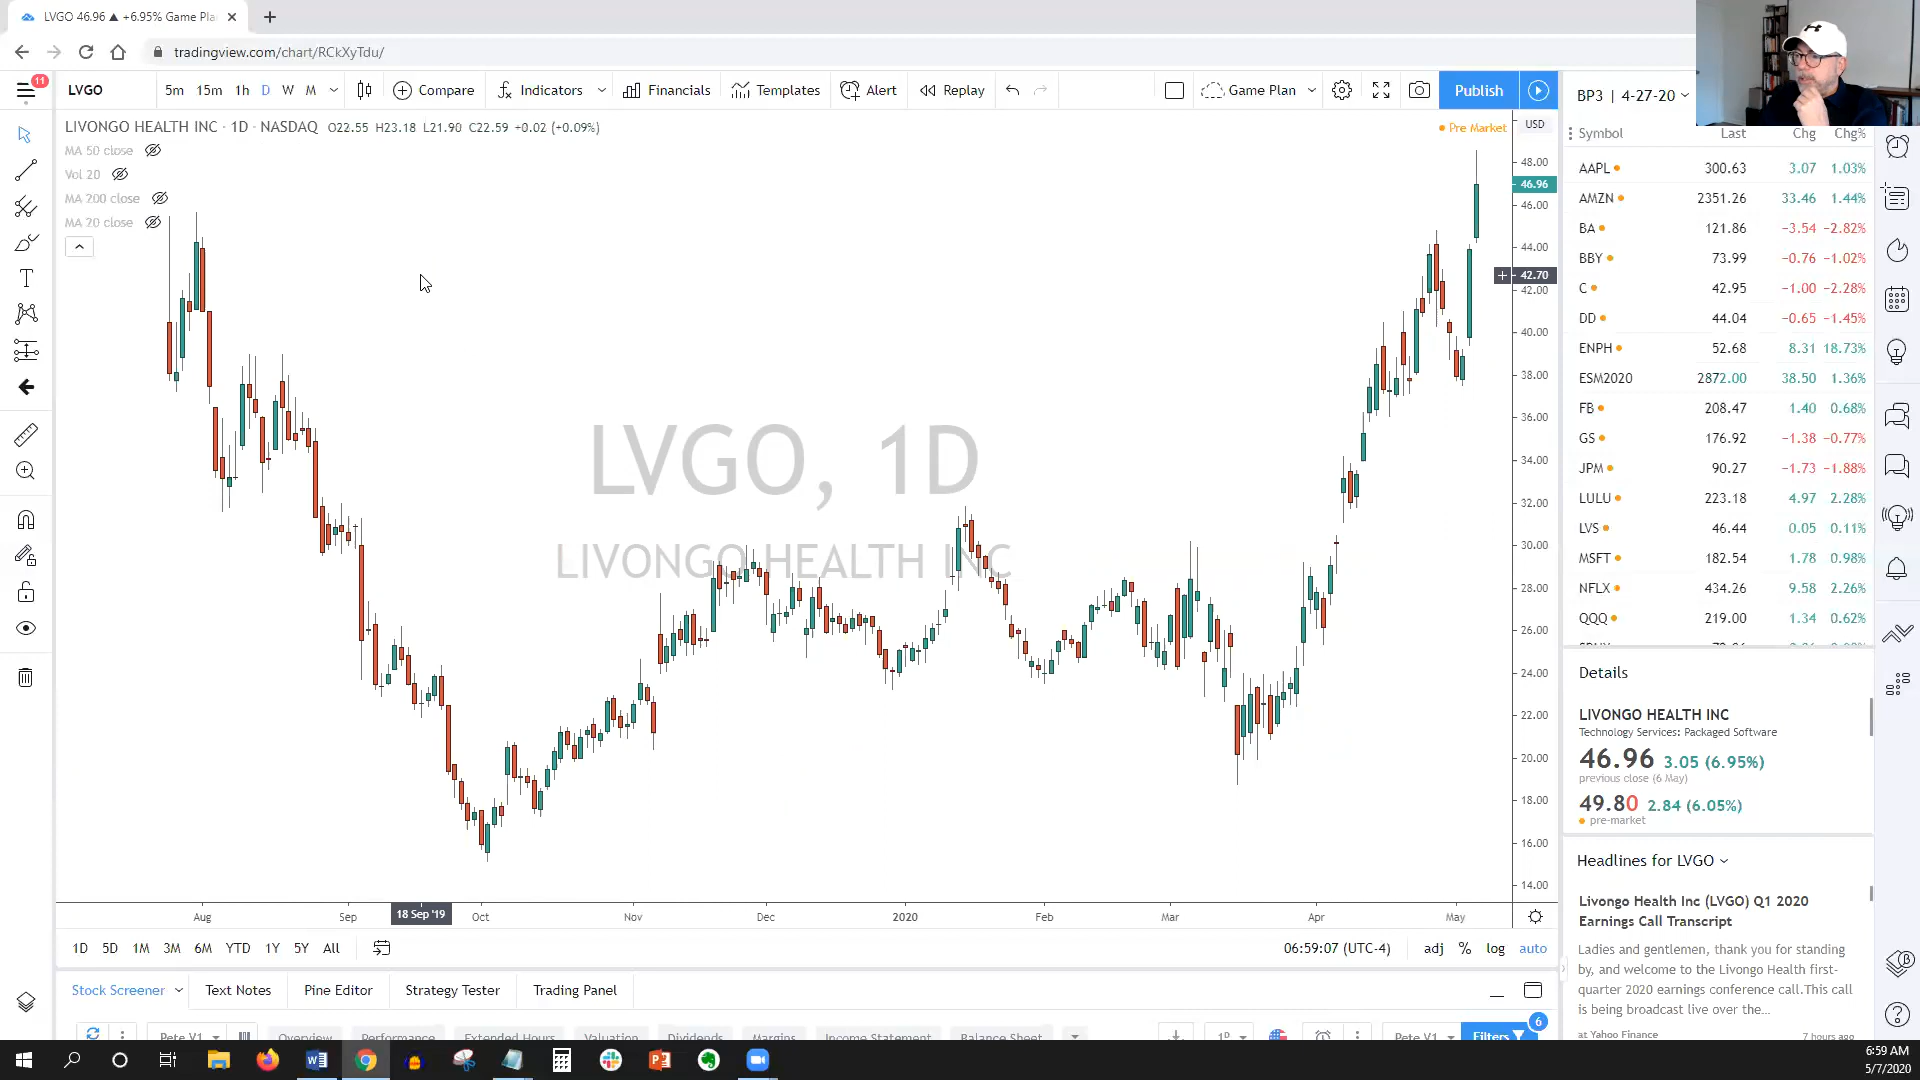 LVGO 46.96 ▲ +6.95% Game Pla
tradingview.com/chart/RCkXyTdu/
11
LVGO 5m 15m 1h D W M Compare Indicators Financials Templates Alert Replay Game Plan Publish
BP3 | 4-27-20
LIVONGO HEALTH INC · 1D · NASDAQ O22.55 H23.18 L21.90 C22.59 +0.02 (+0.09%)
Pre Market
USD
MA 50 close
Vol 20
MA 200 close
MA 20 close
48.00
46.96
46.00
44.00
42.70
42.00
40.00
38.00
36.00
34.00
32.00
30.00
28.00
26.00
24.00
22.00
20.00
18.00
16.00
14.00
LVGO, 1D
LIVONGO HEALTH INC
Aug Sep 18 Sep '19 Oct Nov Dec 2020 Feb Mar Apr May
1D 5D 1M 3M 6M YTD 1Y 5Y All
06:59:07 (UTC-4) adj % log auto
Stock Screener Text Notes Pine Editor Strategy Tester Trading Panel
Pete V1 Overview Performance Extended Hours Valuation Dividends Margins Income Statement Balance Sheet 1D Pete V1 Filters 6
Symbol Last Chg Chg%
AAPL 300.63 3.07 1.03%
AMZN 2351.26 33.46 1.44%
BA 121.86 −3.54 −2.82%
BBY 73.99 −0.76 −1.02%
C 42.95 −1.00 −2.28%
DD 44.04 −0.65 −1.45%
ENPH 52.68 8.31 18.73%
ESM2020 2872.00 38.50 1.36%
FB 208.47 1.40 0.68%
GS 176.92 −1.38 −0.77%
JPM 90.27 −1.73 −1.88%
LULU 223.18 4.97 2.28%
LVS 46.44 0.05 0.11%
MSFT 182.54 1.78 0.98%
NFLX 434.26 9.58 2.26%
QQQ 219.00 1.34 0.62%
Details
LIVONGO HEALTH INC
Technology Services: Packaged Software
46.96 3.05 (6.95%)
previous close (6 May)
49.80 2.84 (6.05%)
pre-market
Headlines for LVGO
Livongo Health Inc (LVGO) Q1 2020
Earnings Call Transcript
Ladies and gentlemen, thank you for standing
by, and welcome to the Livongo Health first-
quarter 2020 earnings conference call.This call
is being broadcast live over the...
at Yahoo Finance 7 hours ago
6:59 AM
5/7/2020